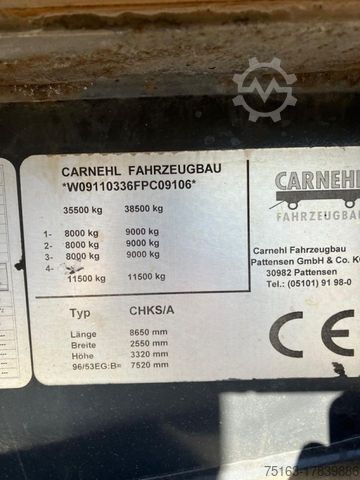 CARNEHL FAHRZEUGBAU
*W09110336FPC09106*
35500 kg 38500 kg
1- 8000 kg 9000 kg
2- 8000 kg 9000 kg
3- 8000 kg 9000 kg
4-
11500 kg 11500 kg
Typ CHKS/A
Länge 8650 mm
Breite 2550 mm
Höhe 3320 mm
96/53EG:B= 7520 mm
CARNEHL
FAHRZEUGBAU
Carnehl Fahrzeugbau
Pattensen GmbH & Co. KG
30982 Pattensen
Tel.: (05101) 91 98-0
CE
75163-17839886